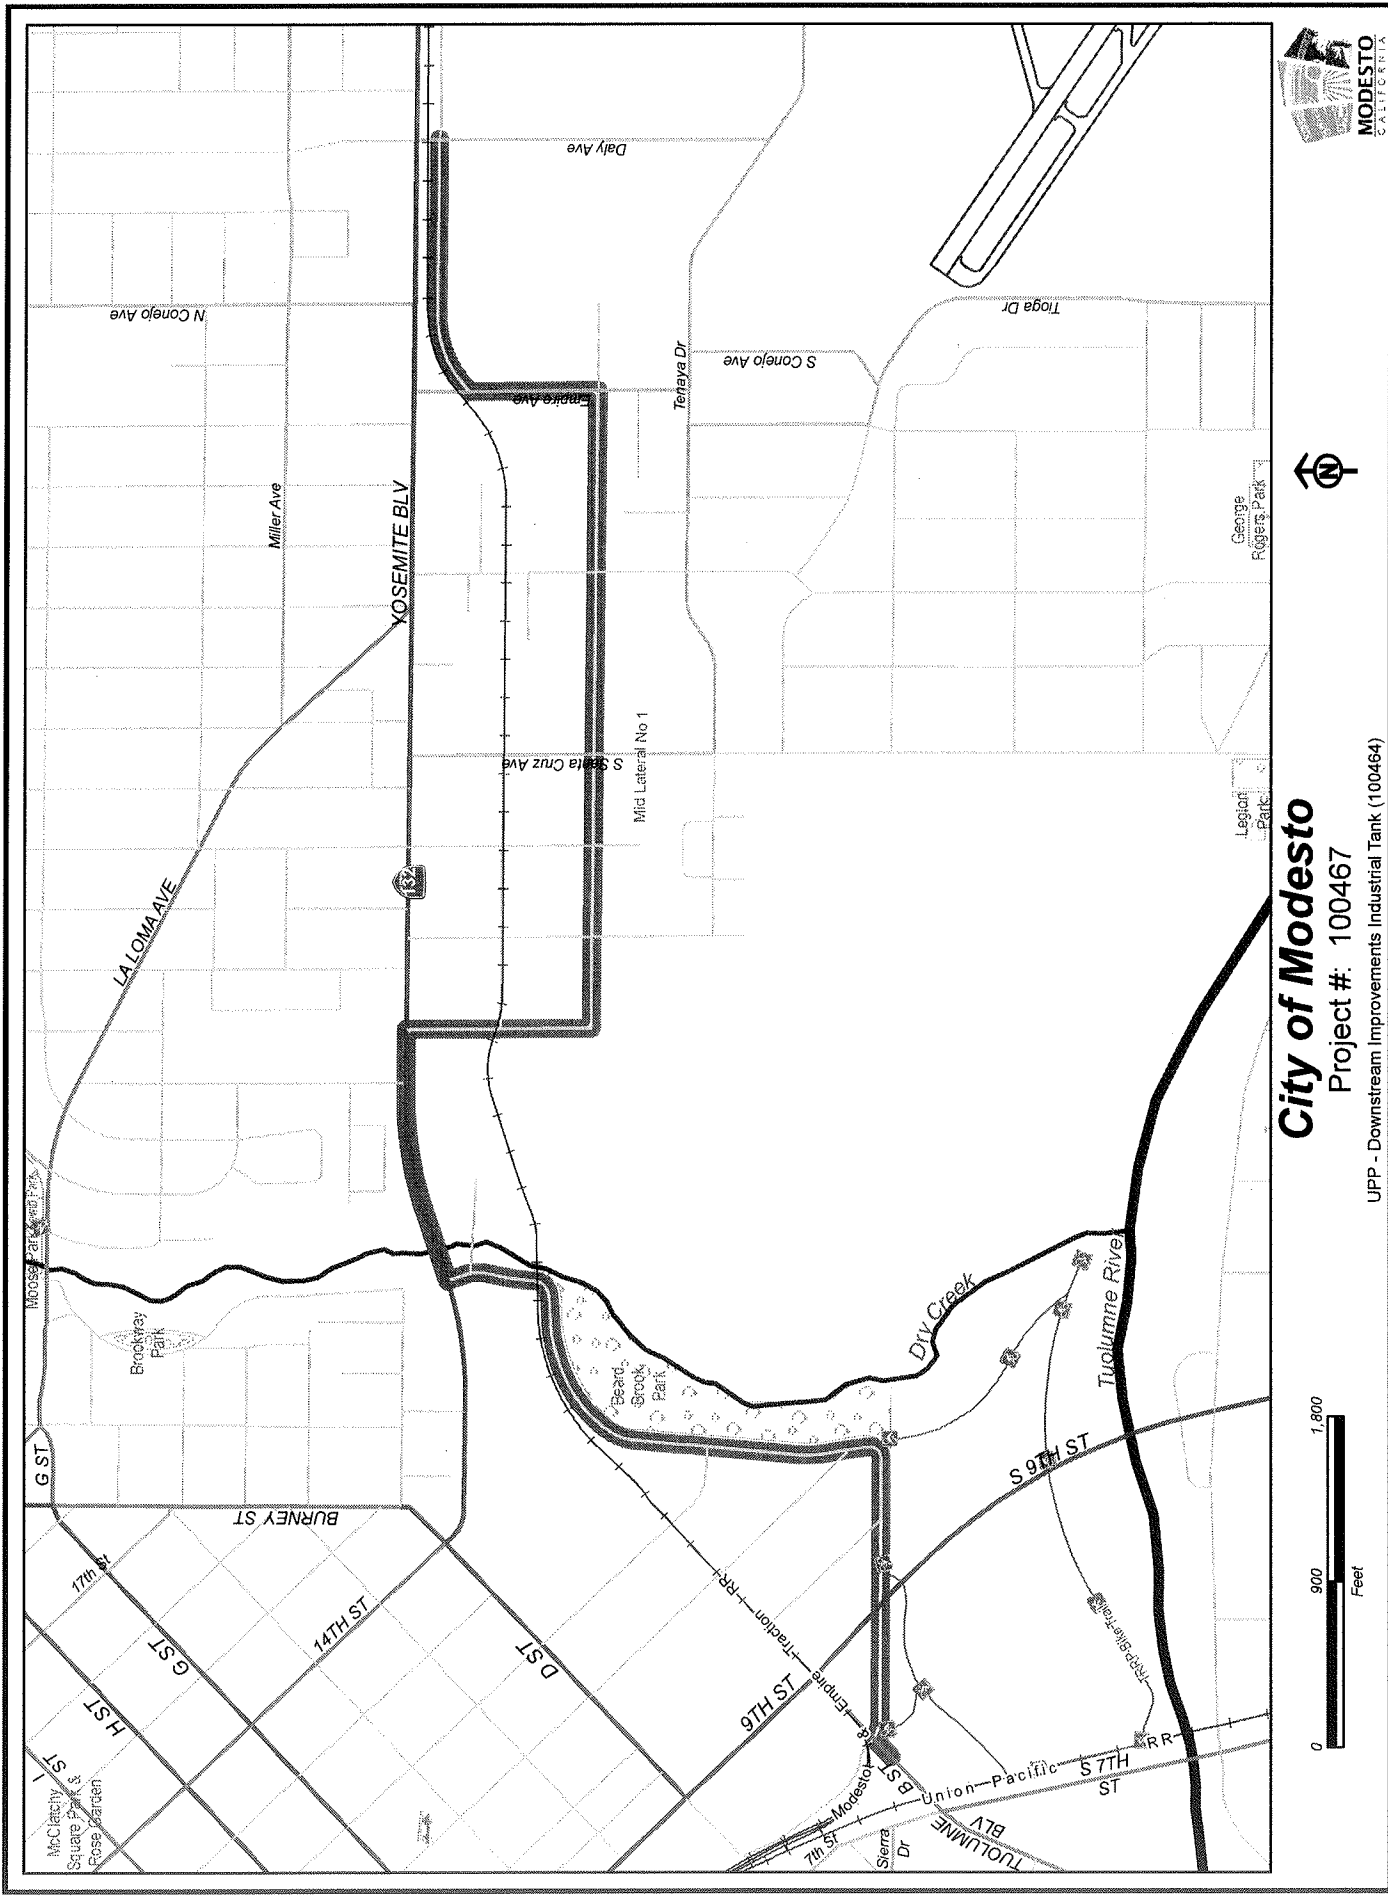 Moose Park
Brookway
Park
G ST
BURNEY ST
17th St
G ST
H ST
I
ST
McClatchy
Square Park &
Rose Garden
14TH ST
D ST
9TH ST
LA LOMA AVE
Miller Ave
N Conejo Ave
YOSEMITE BLV
132
Daly Ave
Empire Ave
Tenaya Dr
S Conejo Ave
Tioga Dr
S Santa Cruz Ave
Mid Lateral No 1
George
Rogers Park
Legion
Park
Beard
Brook
Park
Dry Creek
Tuolumne River
S 9TH ST
TRRP Bike Trail
Modesto & Empire Traction RR
B ST
Union Pacific RR
S 7TH
ST
7th St
Sierra
Dr
TUOLUMNE
BLV
0 900 1,800
Feet
City of Modesto
Project #: 100467
UPP - Downstream Improvements Industrial Tank (100464)
N
MODESTO
CALIFORNIA